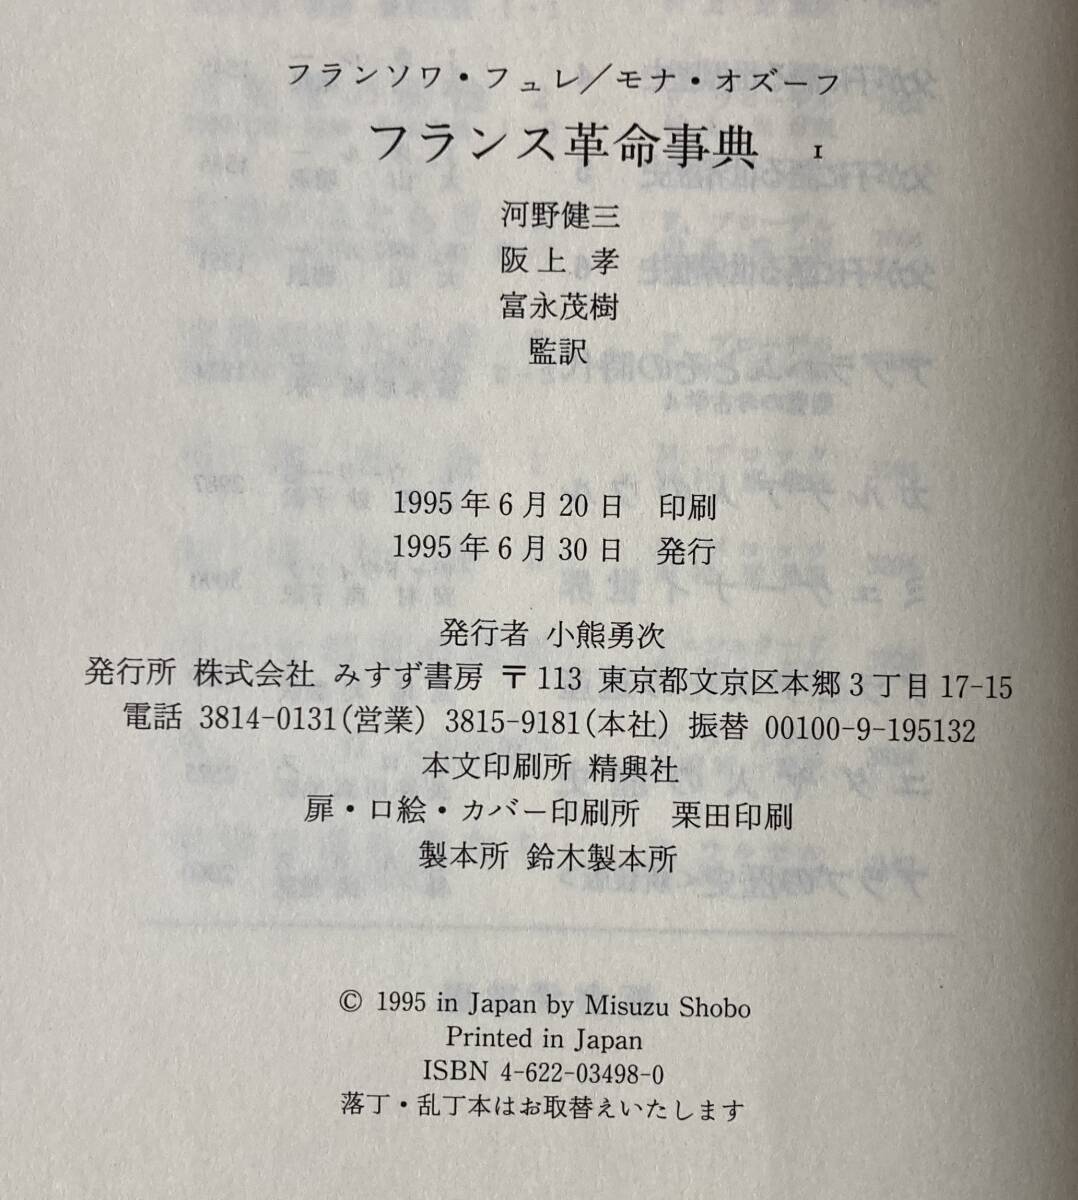 フランソワ・フュレ/モナ・オズーフ
フランス革命事典 I
河野健三
阪上 孝
富永茂樹
監訳
1995年6月20日 印刷
1995年6月30日 発行
発行者 小熊勇次
発行所 株式会社 みすず書房 〒113 東京都文京区本郷3丁目17-15
電話 3814-0131(営業) 3815-9181(本社) 振替 00100-9-195132
本文印刷所 精興社
扉・口絵・カバー印刷所 栗田印刷
製本所 鈴木製本所
© 1995 in Japan by Misuzu Shobo
Printed in Japan
ISBN 4-622-03498-0
落丁・乱丁本はお取替えいたします